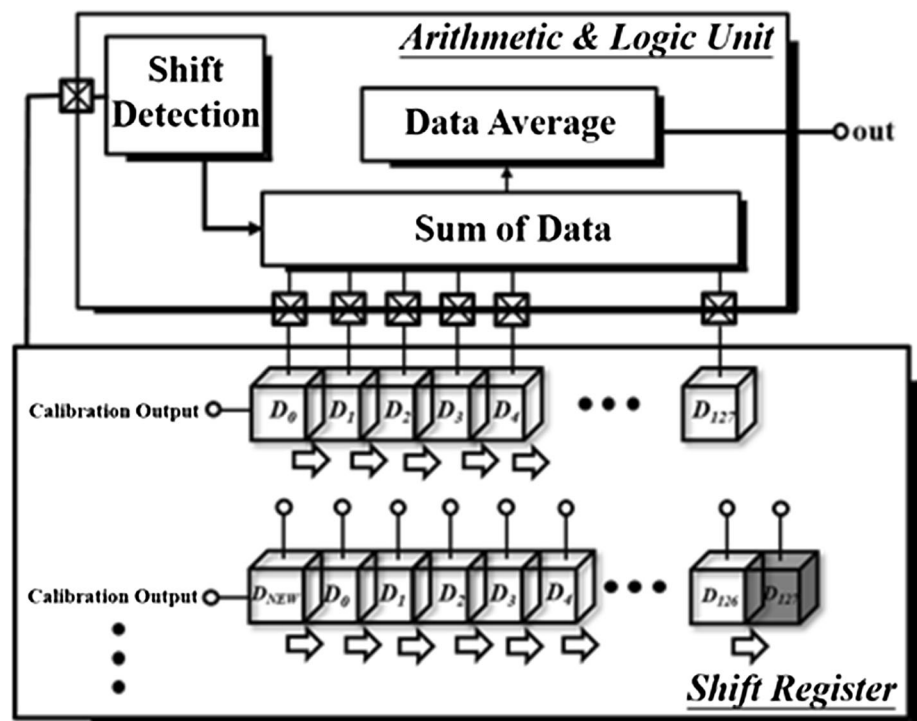 Arithmetic & Logic Unit
Shift
Detection
Data Average
out
Sum of Data
Calibration Output
D0 D1 D2 D3 D4 D127
Calibration Output
DNEW D0 D1 D2 D3 D4 D126 D127
Shift Register